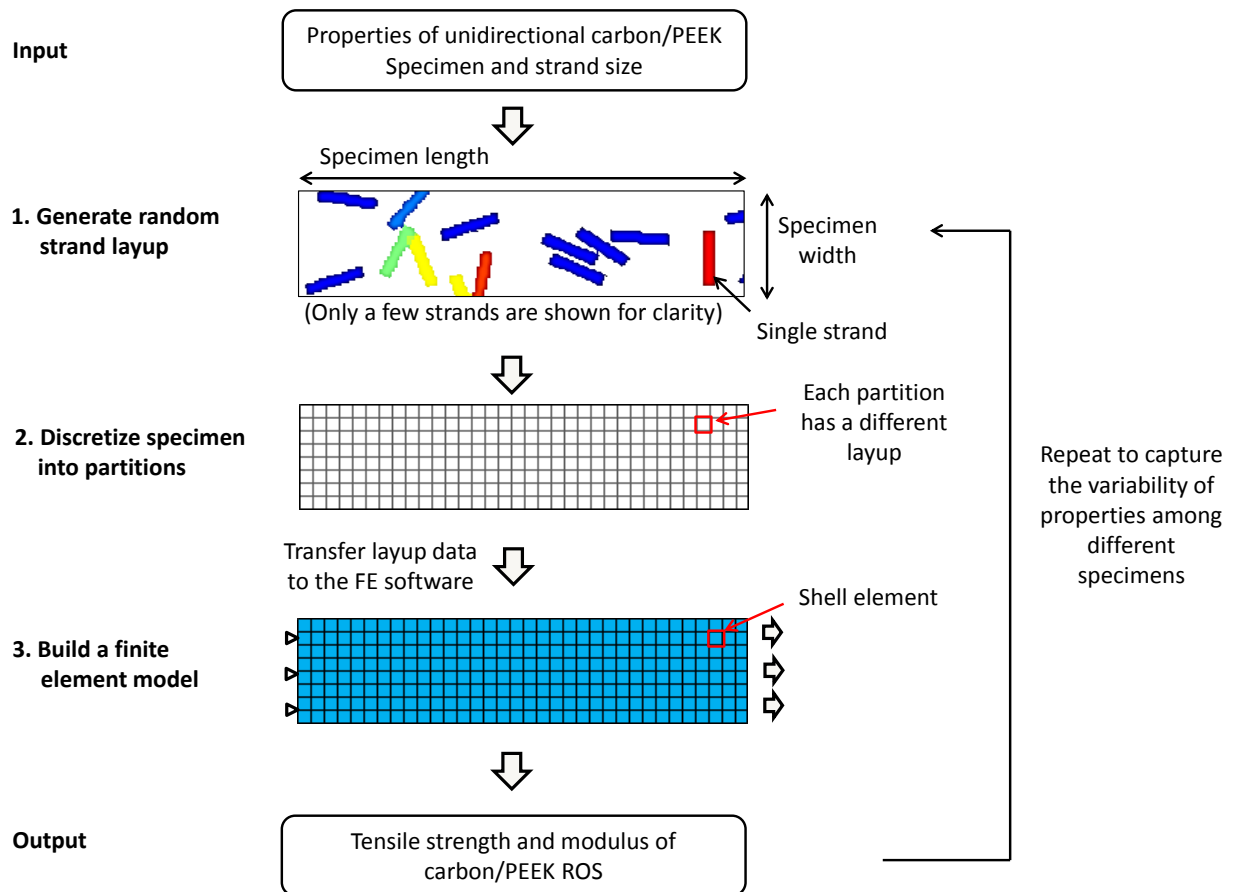 Input
Properties of unidirectional carbon/PEEK
Specimen and strand size
Specimen length
1. Generate random
strand layup
Specimen
width
(Only a few strands are shown for clarity)
Single strand
Each partition
has a different
layup
2. Discretize specimen
into partitions
Repeat to capture
the variability of
properties among
different
specimens
Transfer layup data
to the FE software
Shell element
3. Build a finite
element model
Output
Tensile strength and modulus of
carbon/PEEK ROS